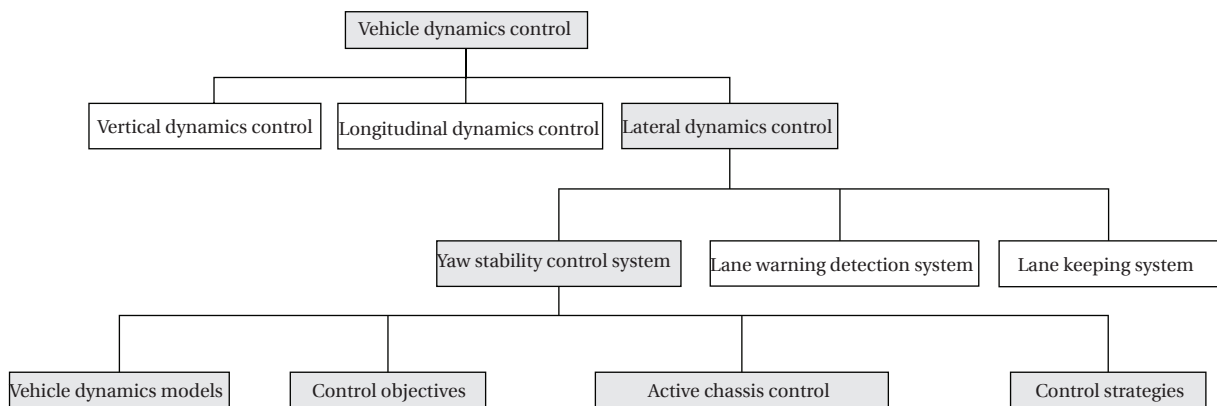 Vehicle dynamics control
Vertical dynamics control
Longitudinal dynamics control
Lateral dynamics control
Yaw stability control system
Lane warning detection system
Lane keeping system
Vehicle dynamics models
Control objectives
Active chassis control
Control strategies